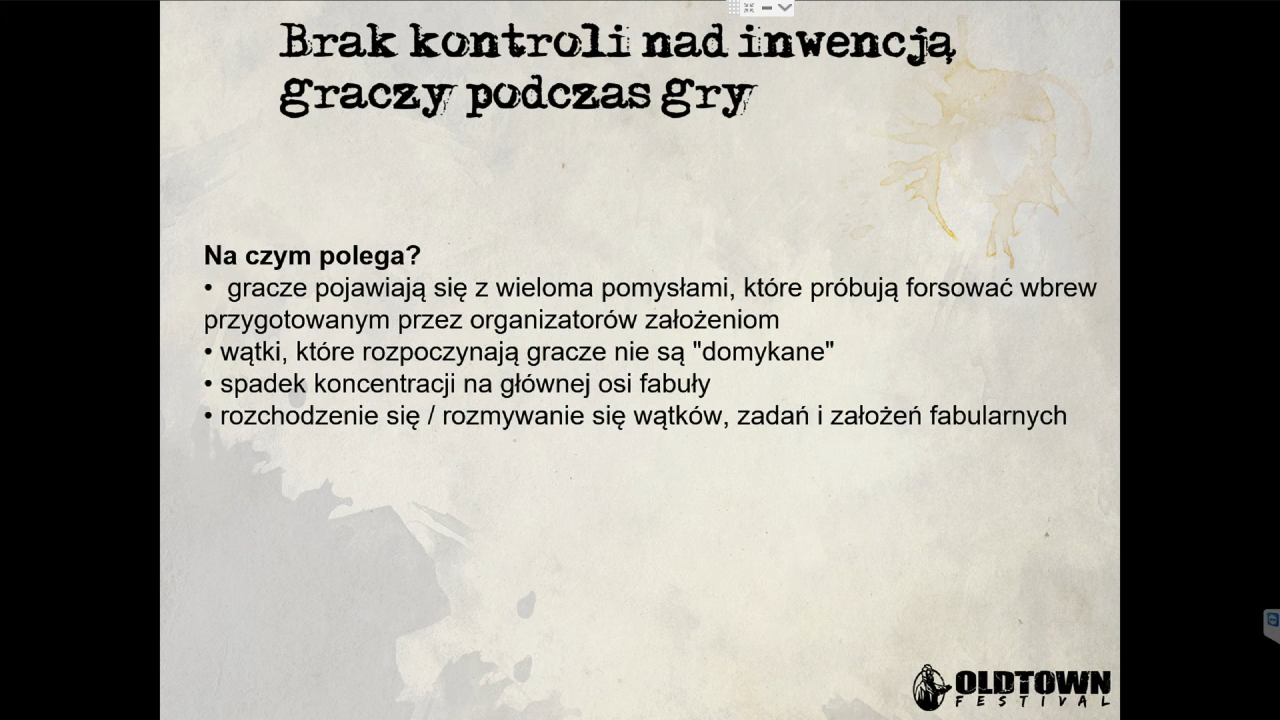 Brak kontroli nad inwencją
graczy podczas gry
Na czym polega?
• gracze pojawiają się z wieloma pomysłami, które próbują forsować wbrew
przygotowanym przez organizatorów założeniom
• wątki, które rozpoczynają gracze nie są "domykane"
• spadek koncentracji na głównej osi fabuły
• rozchodzenie się / rozmywanie się wątków, zadań i założeń fabularnych
OLDTOWN
FESTIVAL